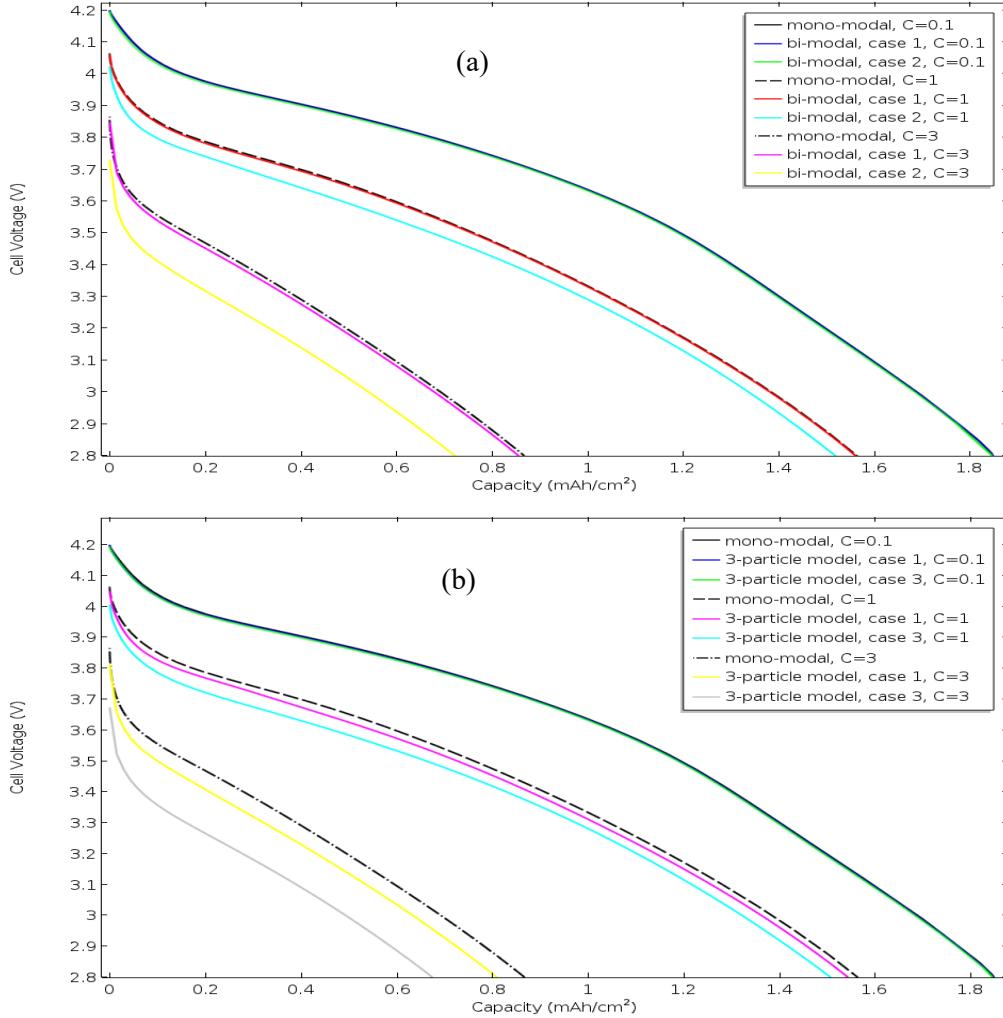 4.2
4.1
4
3.9
3.8
3.7
3.6
3.5
3.4
3.3
3.2
3.1
3
2.9
2.8
Cell Voltage (V)
(a)
mono-modal, C=0.1
bi-modal, case 1, C=0.1
bi-modal, case 2, C=0.1
mono-modal, C=1
bi-modal, case 1, C=1
bi-modal, case 2, C=1
mono-modal, C=3
bi-modal, case 1, C=3
bi-modal, case 2, C=3
0 0.2 0.4 0.6 0.8 1 1.2 1.4 1.6 1.8
Capacity (mAh/cm²)
4.2
4.1
4
3.9
3.8
3.7
3.6
3.5
3.4
3.3
3.2
3.1
3
2.9
2.8
Cell Voltage (V)
(b)
mono-modal, C=0.1
3-particle model, case 1, C=0.1
3-particle model, case 3, C=0.1
mono-modal, C=1
3-particle model, case 1, C=1
3-particle model, case 3, C=1
mono-modal, C=3
3-particle model, case 1, C=3
3-particle model, case 3, C=3
0 0.2 0.4 0.6 0.8 1 1.2 1.4 1.6 1.8
Capacity (mAh/cm²)